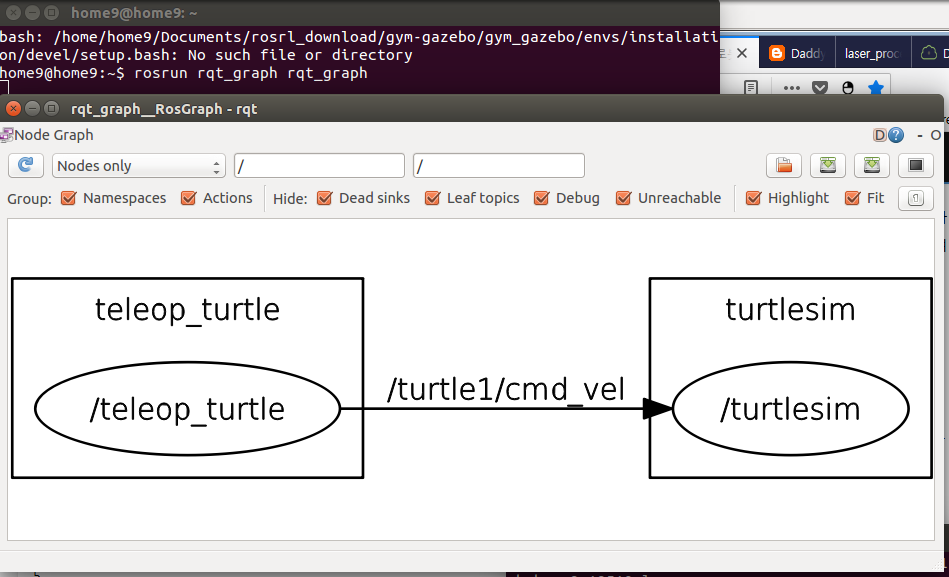 home9@home9: ~
bash: /home/home9/Documents/rosrl_download/gym-gazebo/gym_gazebo/envs/installati
on/devel/setup.bash: No such file or directory
home9@home9:~$ rosrun rqt_graph rqt_graph
Daddy
laser_proc
rqt_graph__RosGraph - rqt
Node Graph
D
- O
Nodes only
/
/
Group: Namespaces Actions Hide: Dead sinks Leaf topics Debug Unreachable Highlight Fit
teleop_turtle
turtlesim
/turtle1/cmd_vel
/teleop_turtle
/turtlesim